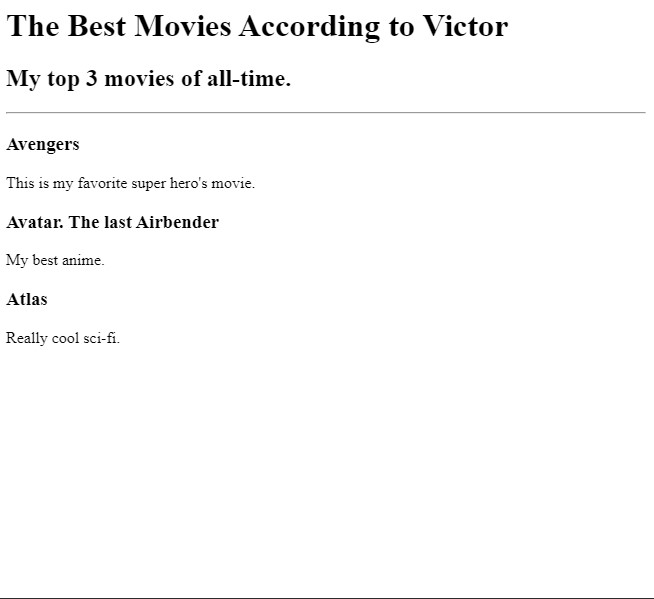 The Best Movies According to Victor
My top 3 movies of all-time.
Avengers
This is my favorite super hero's movie.
Avatar. The last Airbender
My best anime.
Atlas
Really cool sci-fi.